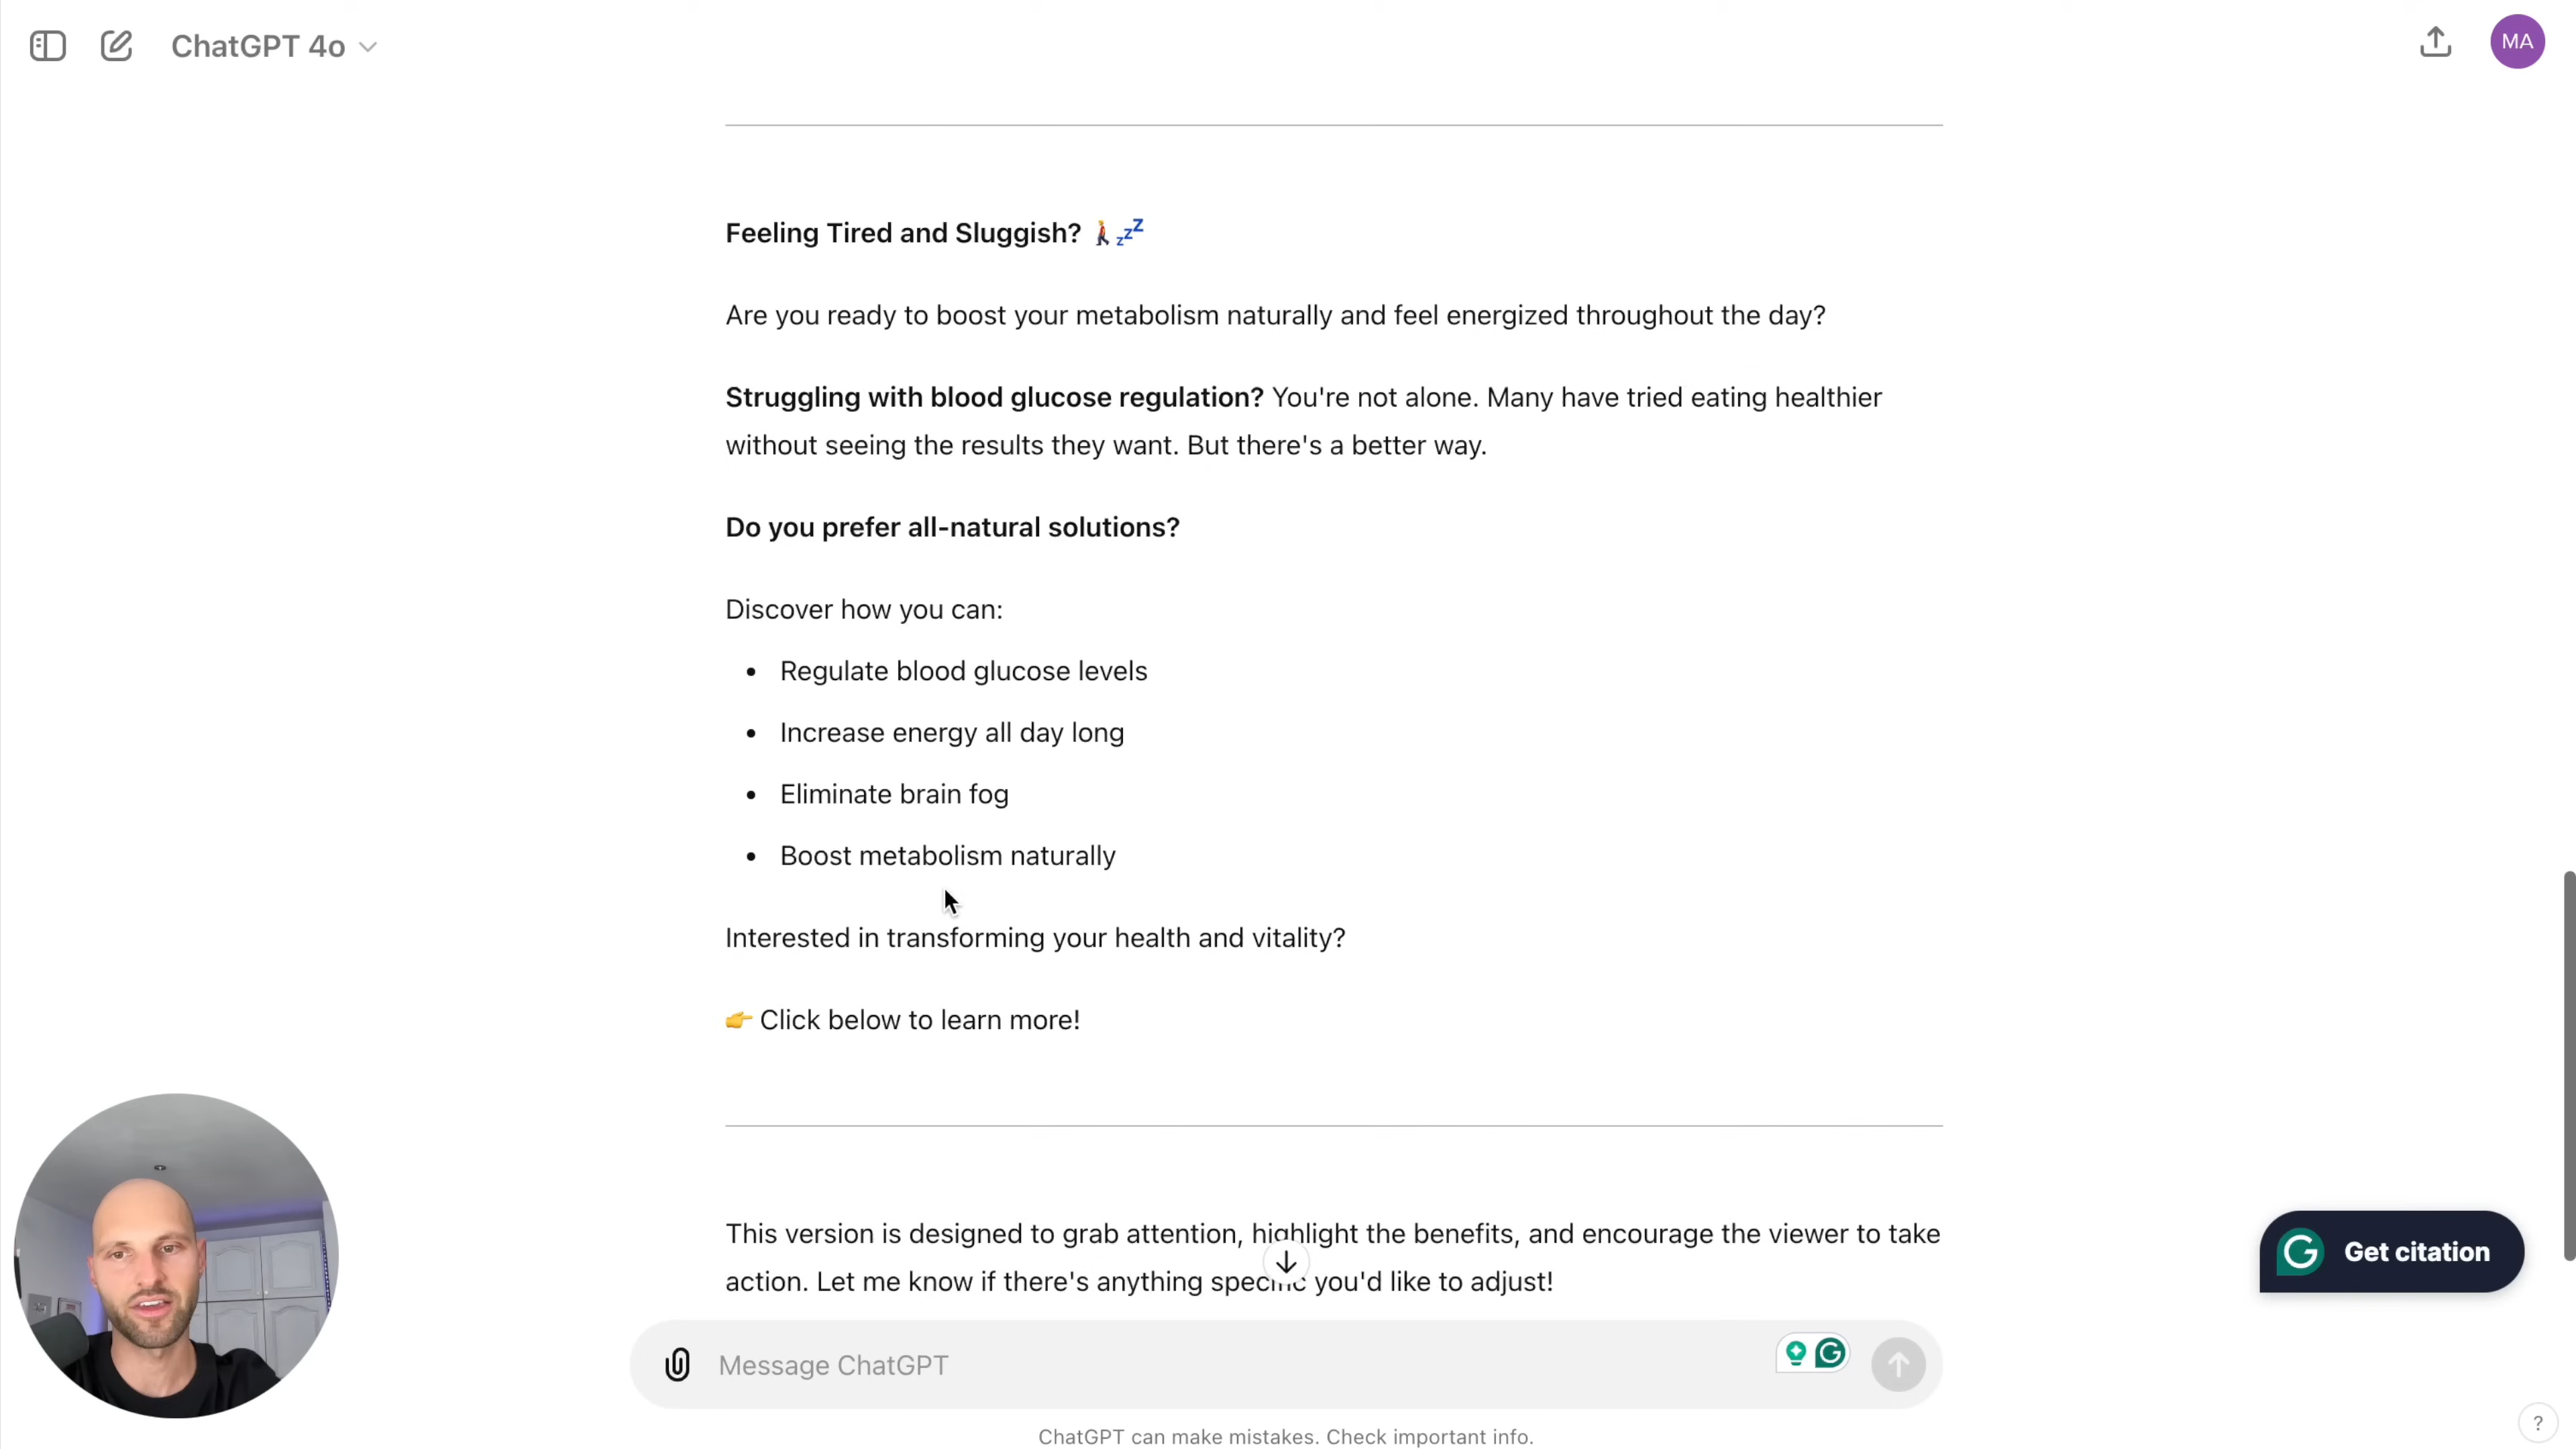 ChatGPT 4o
MA
Feeling Tired and Sluggish? 🚶💤
Are you ready to boost your metabolism naturally and feel energized throughout the day?
Struggling with blood glucose regulation? You're not alone. Many have tried eating healthier
without seeing the results they want. But there's a better way.
Do you prefer all-natural solutions?
Discover how you can:
• Regulate blood glucose levels
• Increase energy all day long
• Eliminate brain fog
• Boost metabolism naturally
Interested in transforming your health and vitality?
👉 Click below to learn more!
This version is designed to grab attention, highlight the benefits, and encourage the viewer to take
action. Let me know if there's anything specific you'd like to adjust!
Get citation
Message ChatGPT
ChatGPT can make mistakes. Check important info.
?